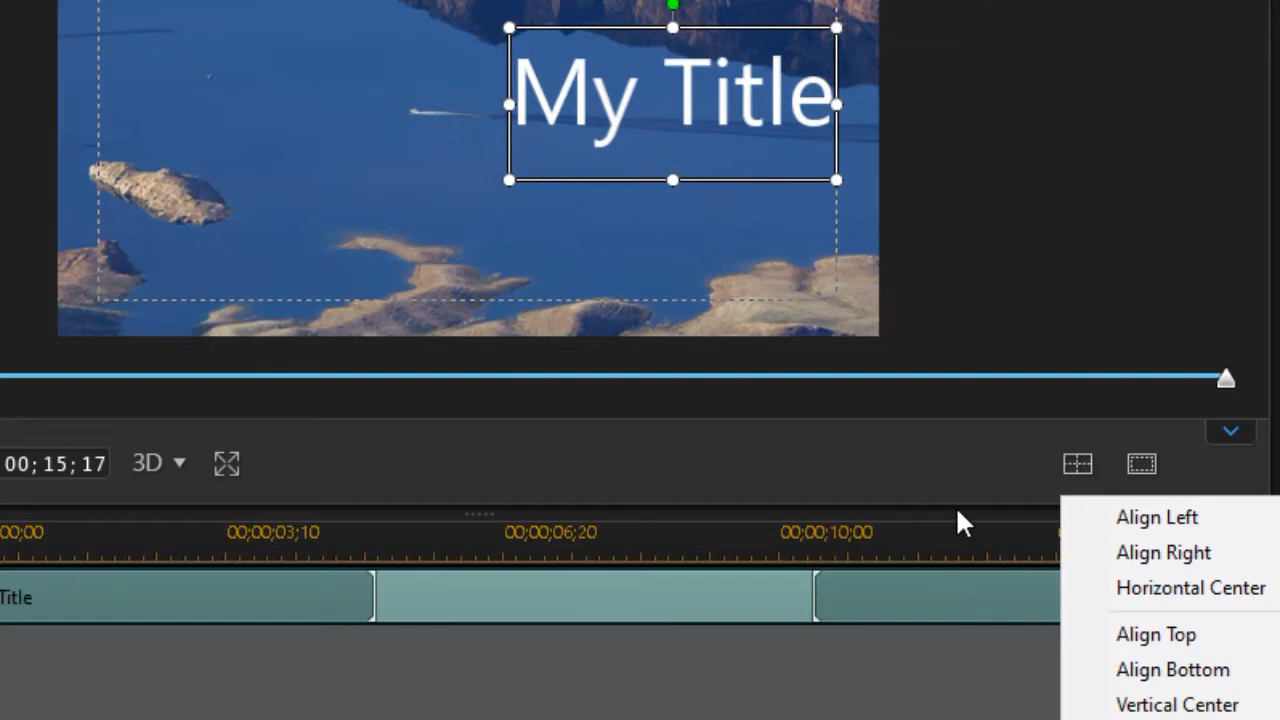 My Title
00;15;17
3D
00;00
00;00;03;10
00;00;06;20
00;00;10;00
Title
Align Left
Align Right
Horizontal Center
Align Top
Align Bottom
Vertical Center